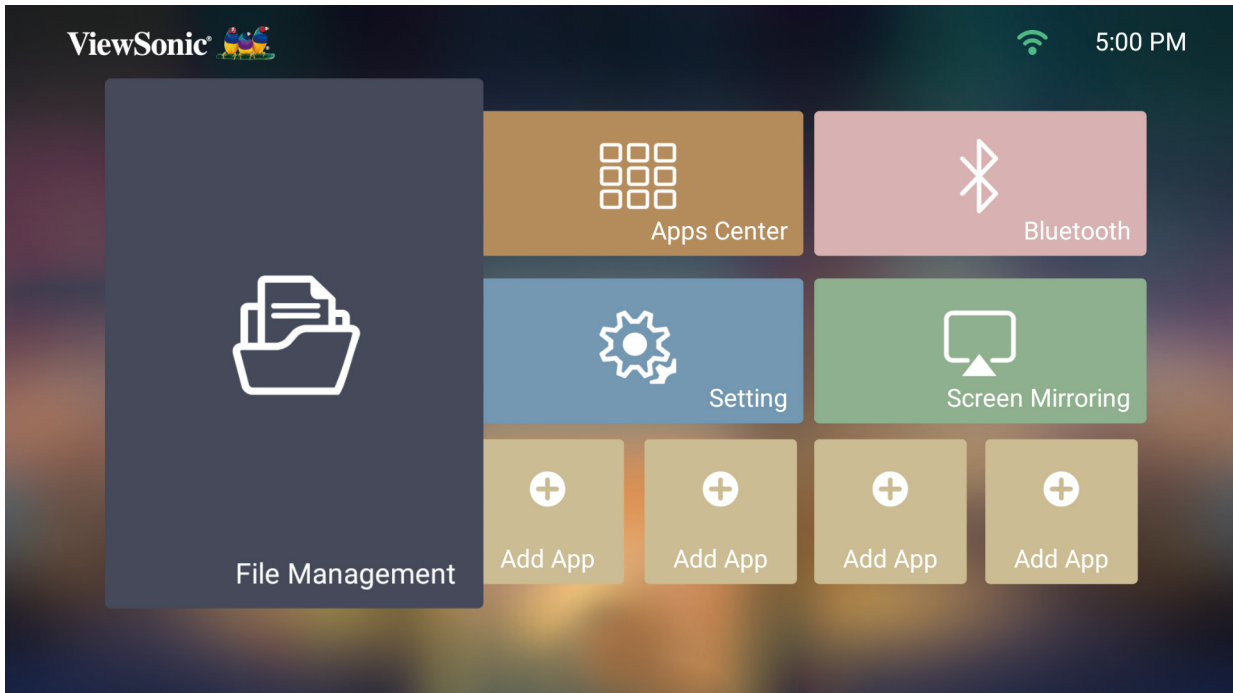 ViewSonic®
5:00 PM
Apps Center
Bluetooth
Setting
Screen Mirroring
File Management
Add App
Add App
Add App
Add App